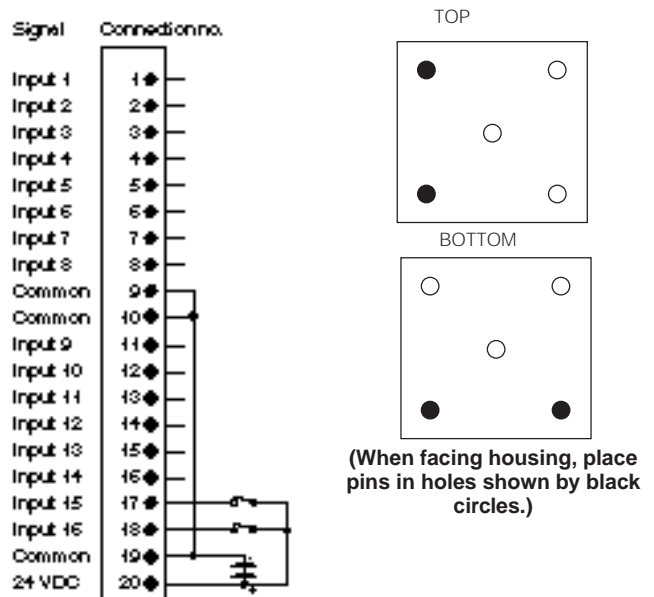 Signal Connection no.
Input 1 1
Input 2 2
Input 3 3
Input 4 4
Input 5 5
Input 6 6
Input 7 7
Input 8 8
Common 9
Common 10
Input 9 11
Input 10 12
Input 11 13
Input 12 14
Input 13 15
Input 14 16
Input 15 17
Input 16 18
Common 19
24 VDC 20
- 
+
TOP
BOTTOM
(When facing housing, place
pins in holes shown by black
circles.)